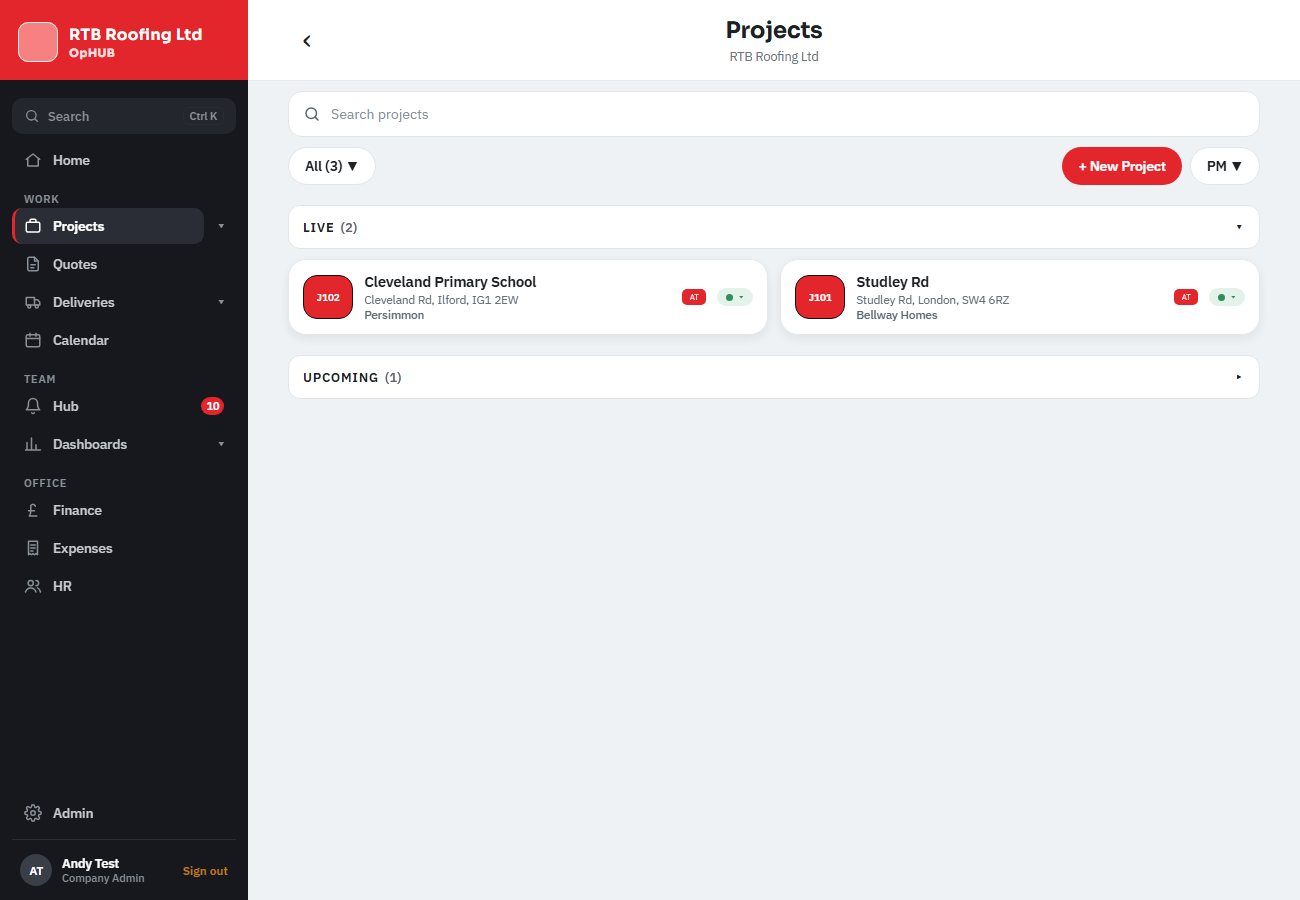 RTB Roofing Ltd
OpHUB
Search
Ctrl K
Home
WORK
Projects
Quotes
Deliveries
Calendar
TEAM
Hub
10
Dashboards
OFFICE
£
Finance
Expenses
HR
Admin
AT
Andy Test
Company Admin
Sign out
Projects
RTB Roofing Ltd
Search projects
All (3) ▼
+ New Project
PM ▼
LIVE (2)
J102
Cleveland Primary School
Cleveland Rd, Ilford, IG1 2EW
Persimmon
AT
J101
Studley Rd
Studley Rd, London, SW4 6RZ
Bellway Homes
AT
UPCOMING (1)